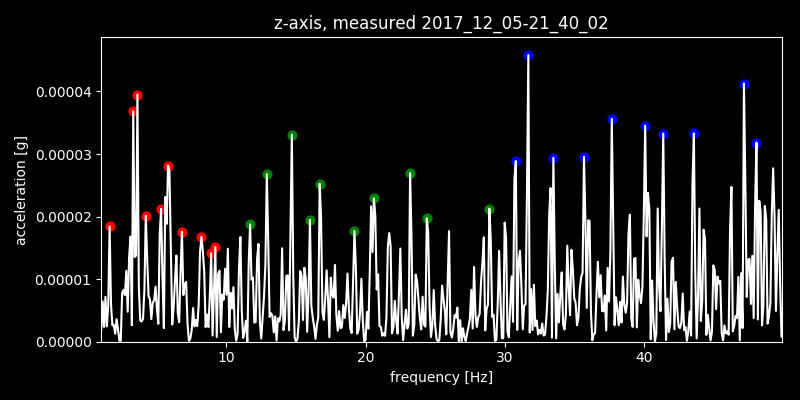 z-axis, measured 2017_12_05-21_40_02
0.00004
0.00003
0.00002
0.00001
0.00000
acceleration [g]
10 20 30 40
frequency [Hz]